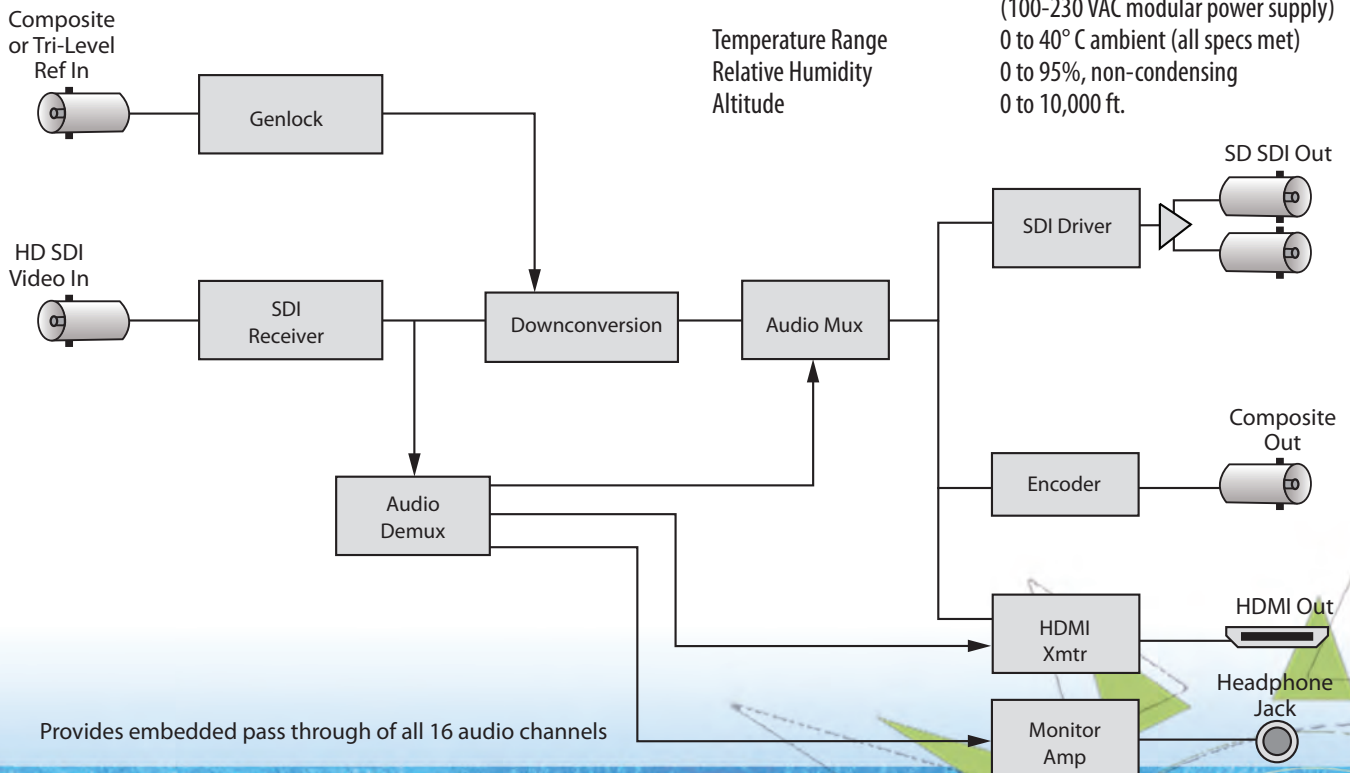 (100-230 VAC modular power supply)
Temperature Range 0 to 40° C ambient (all specs met)
Relative Humidity 0 to 95%, non-condensing
Altitude 0 to 10,000 ft.
Composite
or Tri-Level
Ref In
Genlock
SD SDI Out
SDI Driver
HD SDI
Video In
SDI
Receiver
Downconversion
Audio Mux
Composite
Out
Encoder
Audio
Demux
HDMI Out
HDMI
Xmtr
Headphone
Jack
Monitor
Amp
Provides embedded pass through of all 16 audio channels